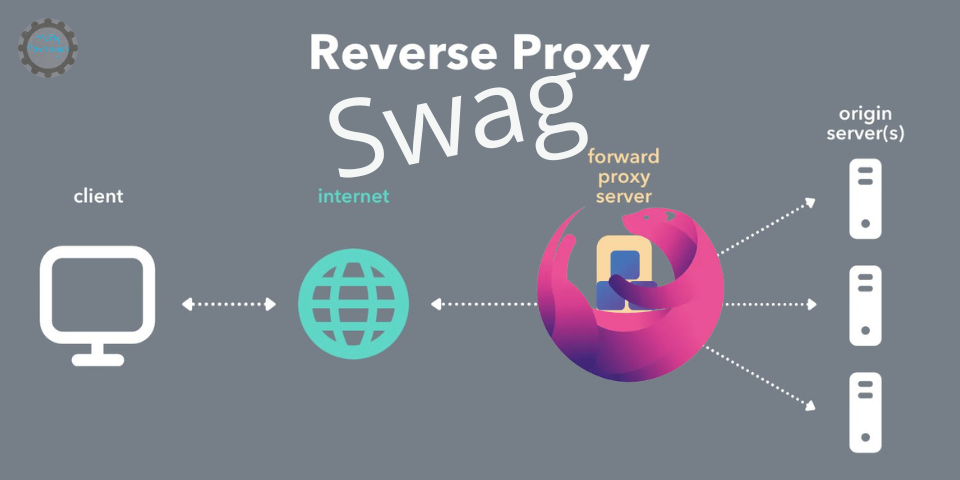 Reverse Proxy
Swag
origin
server(s)
forward
proxy
server
client
internet